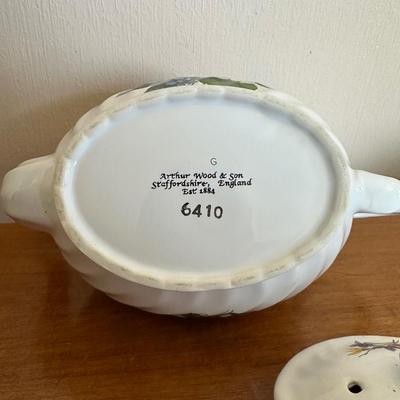 G
Arthur Wood & Son
Staffordshire, England
Est 1884
6410